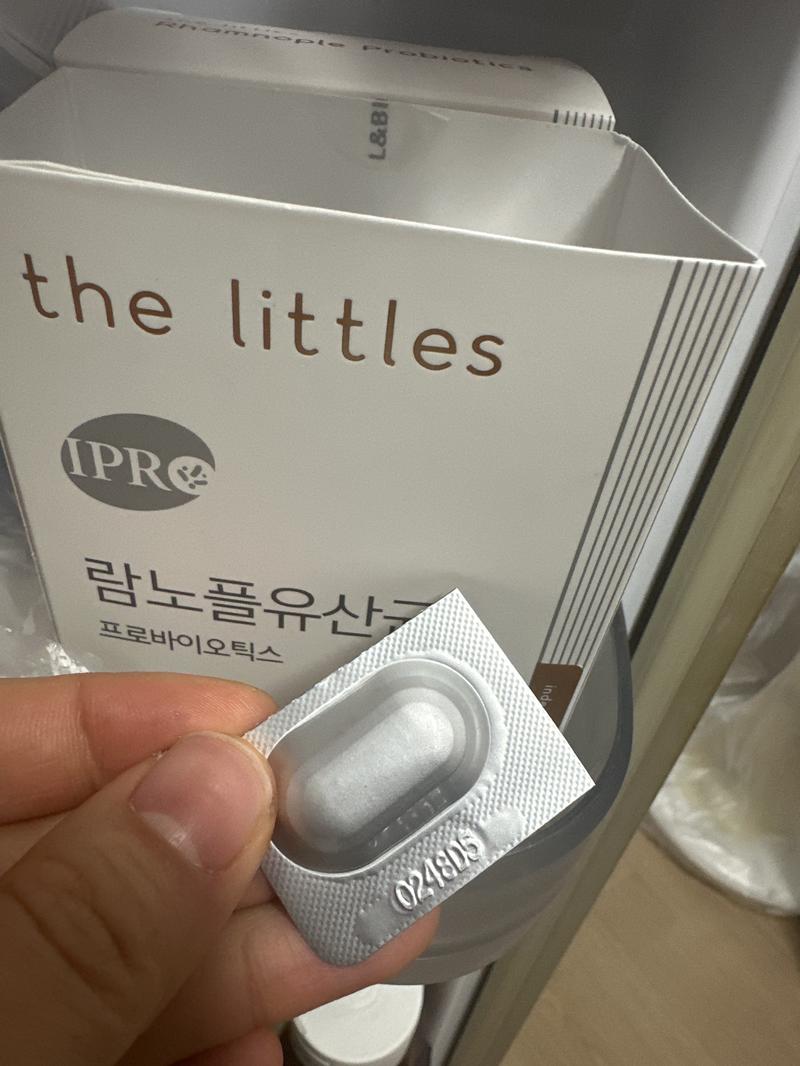 Rhamnople Probiotics
L&BI
the littles
IPRO
람노플유산균
프로바이오틱스
ind
0248D5